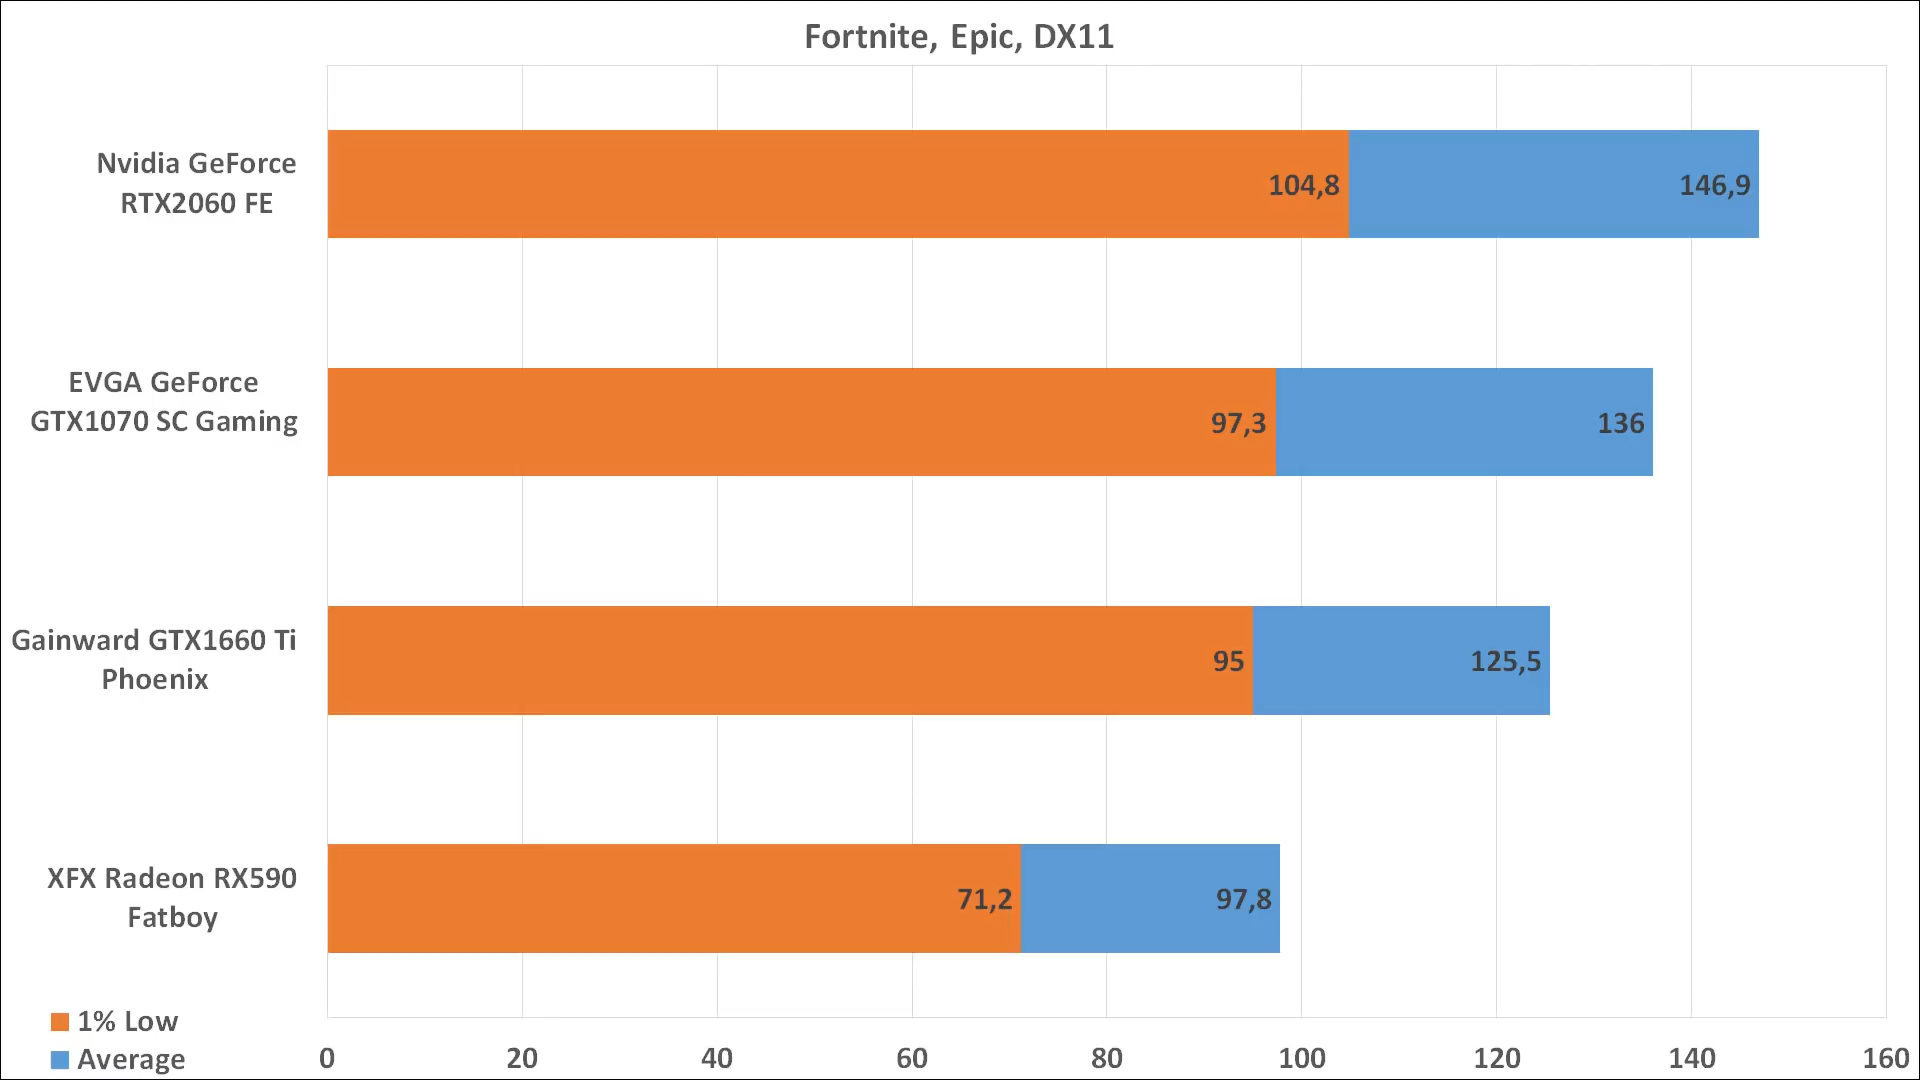 Fortnite, Epic, DX11
Nvidia GeForce
RTX2060 FE
104,8
146,9
EVGA GeForce
GTX1070 SC Gaming
97,3
136
Gainward GTX1660 Ti
Phoenix
95
125,5
XFX Radeon RX590
Fatboy
71,2
97,8
1% Low
Average
0 20 40 60 80 100 120 140 160